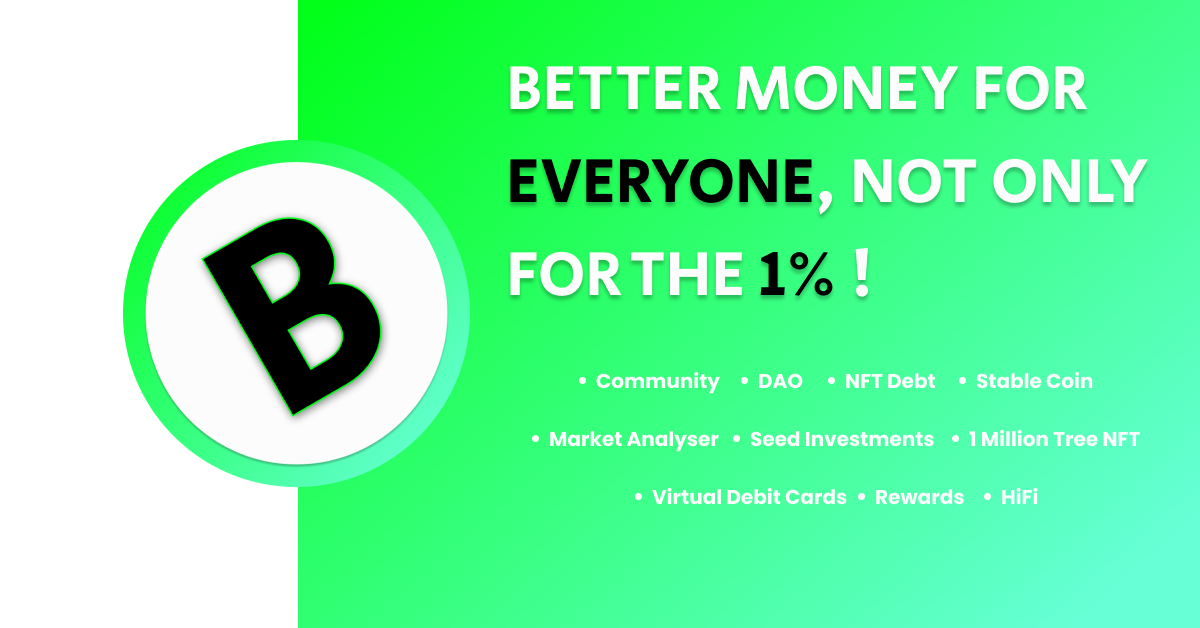 B
BETTER MONEY FOR
EVERYONE, NOT ONLY
FOR THE 1% !
• Community • DAO • NFT Debt • Stable Coin
• Market Analyser • Seed Investments • 1 Million Tree NFT
• Virtual Debit Cards • Rewards • HiFi